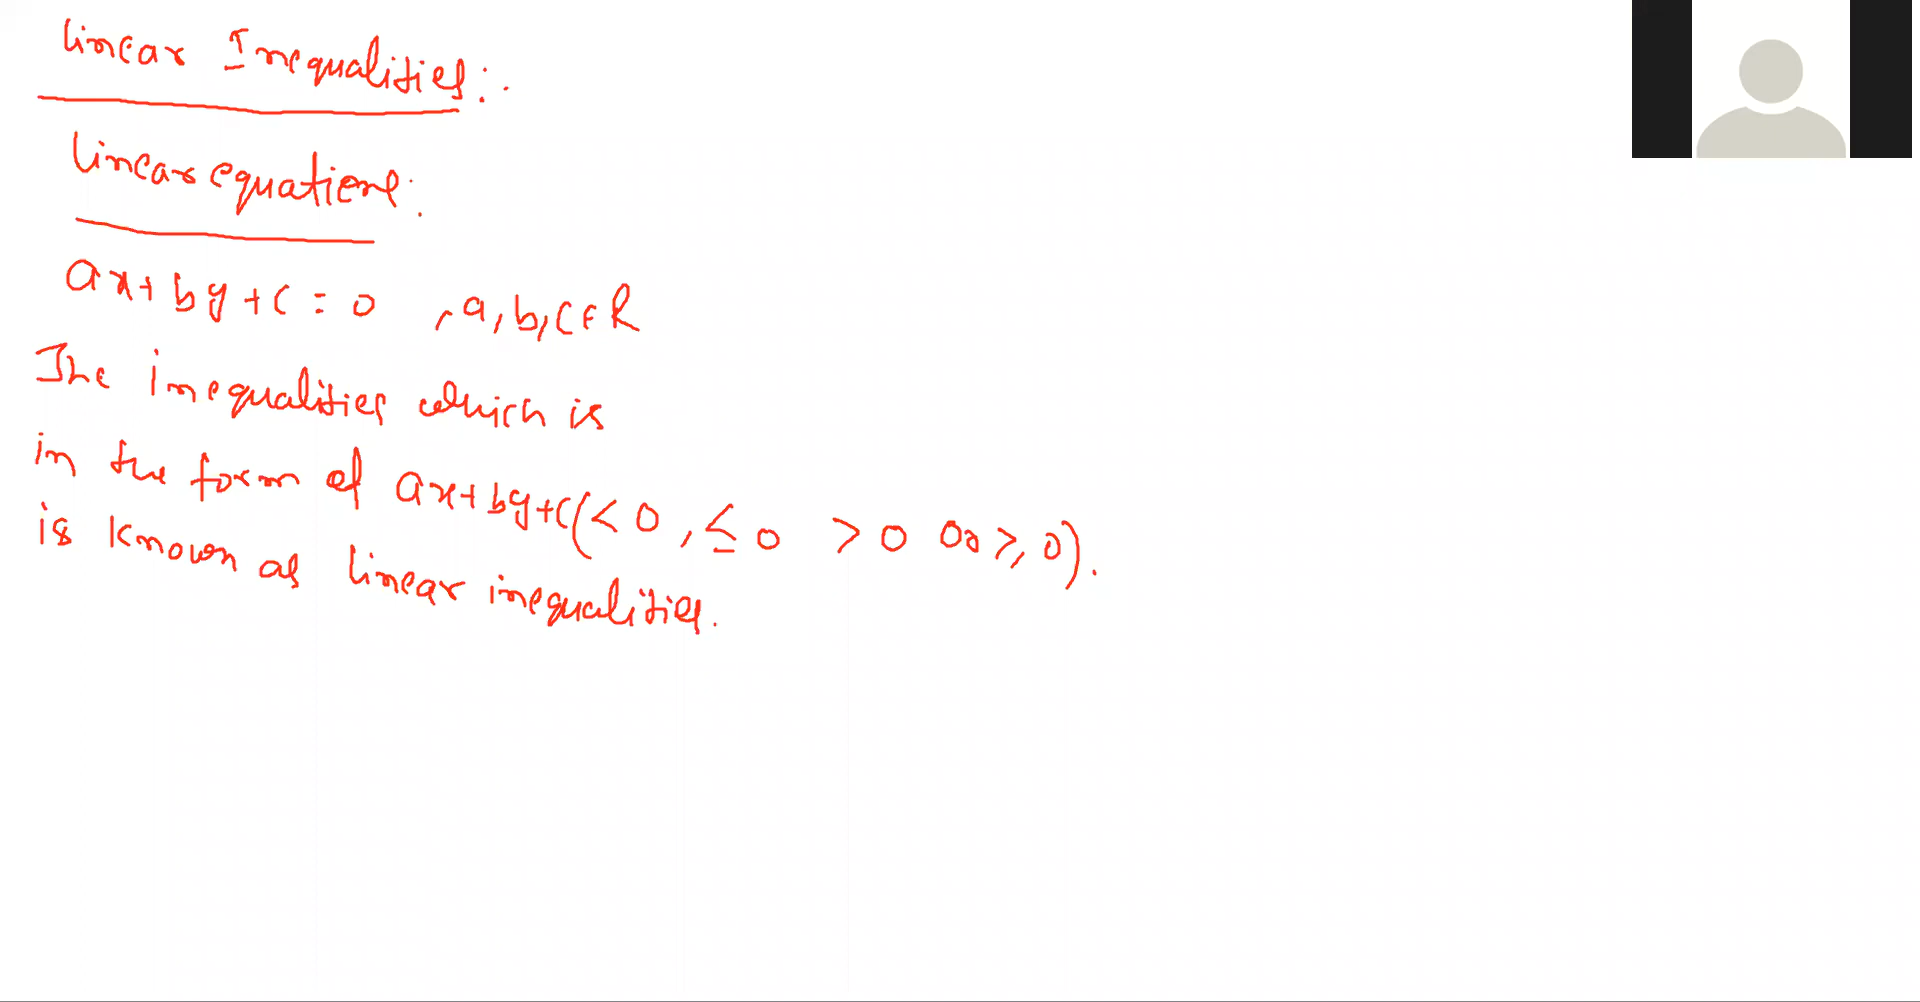 Linear Inequalities:.
Linear equations:
ax+by+c=0 , a, b, c ∈ R
The inequalities which is
in the form of ax+by+c(<0, ≤0 >0 or ≥0).
is known as linear inequalities.